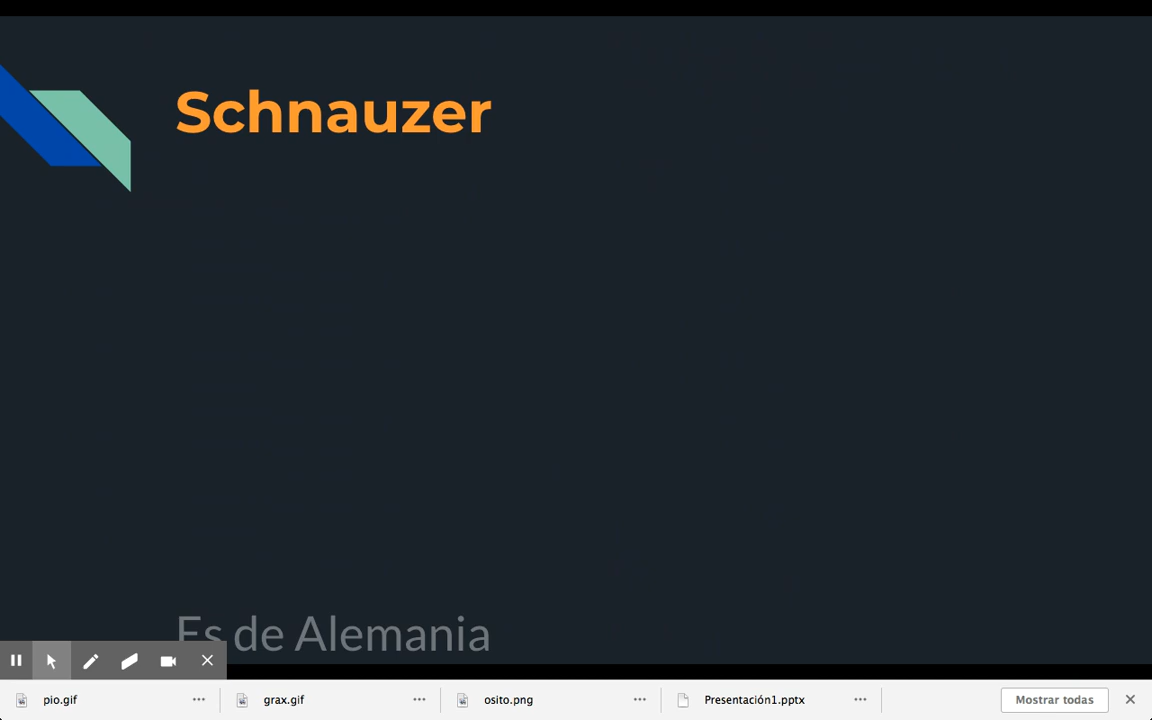 Schnauzer
Es de Alemania
pio.gif
grax.gif
osito.png
Presentación1.pptx
Mostrar todas